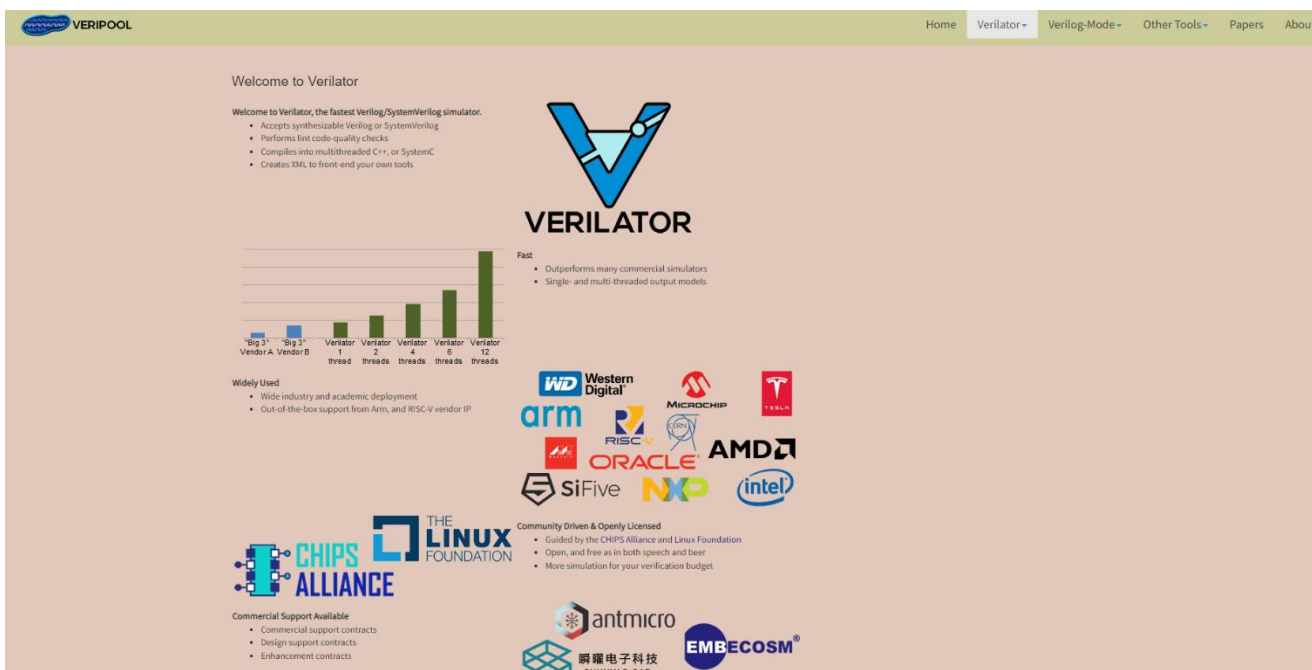 VERIPOOL
Home Verilator Verilog-Mode Other Tools Papers Abou
Welcome to Verilator
Welcome to Verilator, the fastest Verilog/SystemVerilog simulator.
Accepts synthesizable Verilog or SystemVerilog
Performs lint code-quality checks
Compiles into multithreaded C++, or SystemC
Creates XML to front-end your own tools
VERILATOR
"Big 3" "Big 3" Verilator Verilator Verilator Verilator Verilator
Vendor A Vendor B 1 2 4 6 12
thread threads threads threads threads
Fast
Outperforms many commercial simulators
Single- and multi-threaded output models
Widely Used
Wide industry and academic deployment
Out-of-the-box support from Arm, and RISC-V vendor IP
WD Western
Digital®
MICROCHIP
TESLA
arm
RISC-V
CERN
AMD
ORACLE®
SiFive
NXP
intel
CHIPS
ALLIANCE
THE
LINUX
FOUNDATION
Community Driven & Openly Licensed
Guided by the CHIPS Alliance and Linux Foundation
Open, and free as in both speech and beer
More simulation for your verification budget
Commercial Support Available
Commercial support contracts
Design support contracts
Enhancement contracts
antmicro
EMBECOSM®
瞬曜电子科技